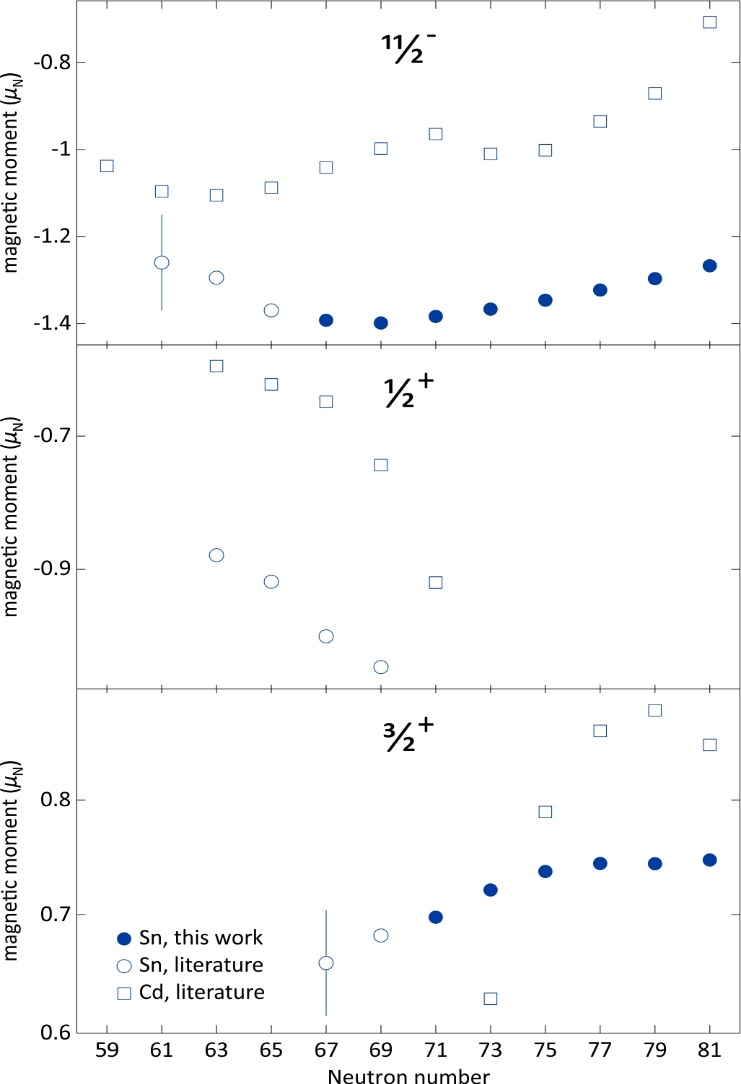 11/2⁻
magnetic moment (μN)
-0.8
-1
-1.2
-1.4
1/2⁺
magnetic moment (μN)
-0.7
-0.9
3/2⁺
magnetic moment (μN)
0.8
0.7
0.6
Sn, this work
Sn, literature
Cd, literature
59 61 63 65 67 69 71 73 75 77 79 81
Neutron number